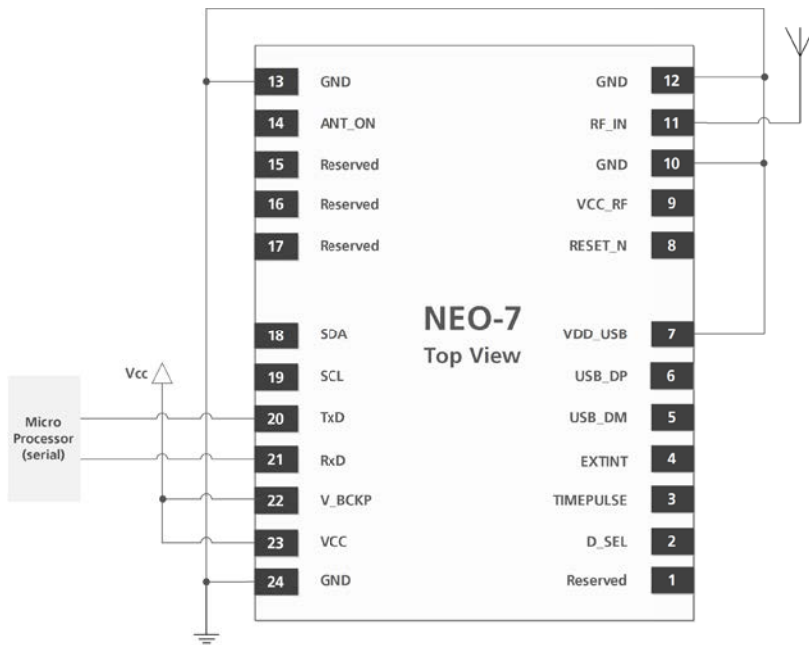 13 GND GND 12
14 ANT_ON RF_IN 11
15 Reserved GND 10
16 Reserved VCC_RF 9
17 Reserved RESET_N 8
NEO-7
Top View
18 SDA VDD_USB 7
Vcc
19 SCL USB_DP 6
Micro
Processor
(serial)
20 TxD USB_DM 5
21 RxD EXTINT 4
22 V_BCKP TIMEPULSE 3
23 VCC D_SEL 2
24 GND Reserved 1